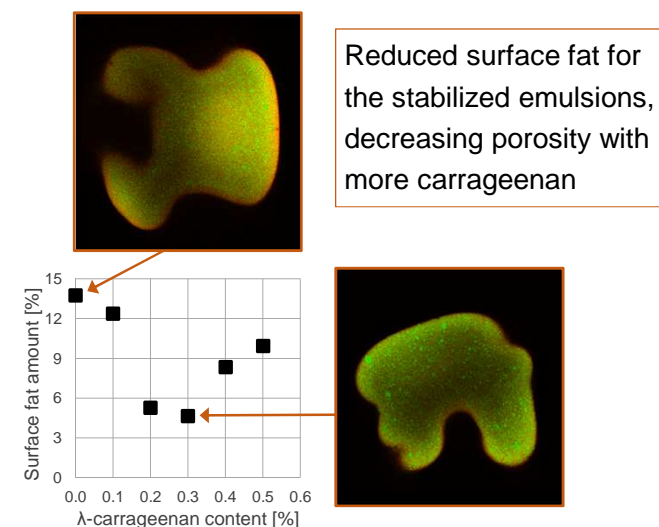 Reduced surface fat for
the stabilized emulsions,
decreasing porosity with
more carrageenan
Surface fat amount [%]
15
12
9
6
3
0
0.0 0.1 0.2 0.3 0.4 0.5 0.6
λ-carrageenan content [%]